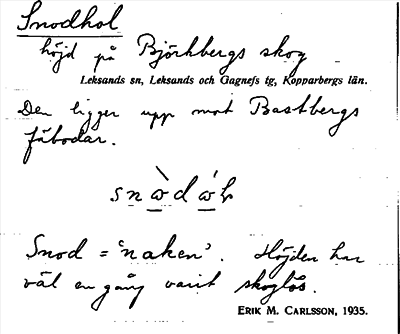 Snodhol
höjd på Björkbergs skog
Leksands sn, Leksands och Gagnefs tg, Kopparbergs län.
Den ligger upp mot Bastbergs
fäbodar.
Snod = 'naken'. Höjden har
väl en gång varit skoglös.
ERIK M. CARLSSON, 1935.